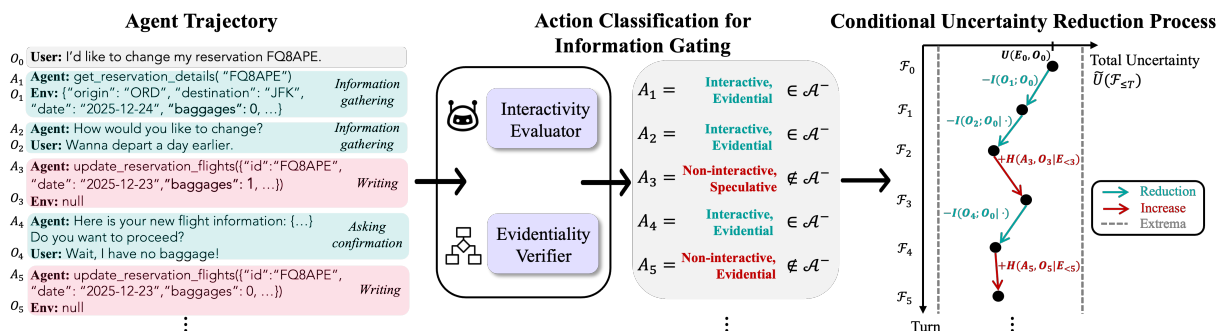 Agent Trajectory
O₀ User: I'd like to change my reservation FQ8APE.
A₁ Agent: get_reservation_details( "FQ8APE")
O₁ Env: {"origin": "ORD", "destination": "JFK",
"date": "2025-12-24", "baggages": 0, …}
Information
gathering
A₂ Agent: How would you like to change?
O₂ User: Wanna depart a day earlier.
Information
gathering
A₃ Agent: update_reservation_flights({"id":"FQ8APE",
"date": "2025-12-23","baggages": 1, …})
O₃ Env: null
Writing
A₄ Agent: Here is your new flight information: {…}
Do you want to proceed?
O₄ User: Wait, I have no baggage!
Asking
confirmation
A₅ Agent: update_reservation_flights({"id":"FQ8APE",
"date": "2025-12-23","baggages": 0, …})
O₅ Env: null
Writing
⋮
Action Classification for
Information Gating
Interactivity
Evaluator
Evidentiality
Verifier
A₁ = Interactive, Evidential ∈ 𝒜⁻
A₂ = Interactive, Evidential ∈ 𝒜⁻
A₃ = Non-interactive, Speculative ∉ 𝒜⁻
A₄ = Interactive, Evidential ∈ 𝒜⁻
A₅ = Non-interactive, Evidential ∉ 𝒜⁻
⋮
Conditional Uncertainty Reduction Process
U(E₀, O₀)
Total Uncertainty
Ũ(ℱ≤T)
ℱ₀
−I(O₁; O₀)
ℱ₁
−I(O₂; O₀| ·)
ℱ₂
+H(A₃, O₃|E<3)
ℱ₃
−I(O₄; O₀| ·)
ℱ₄
+H(A₅, O₅|E<5)
ℱ₅
Turn
⋮
Reduction
Increase
Extrema